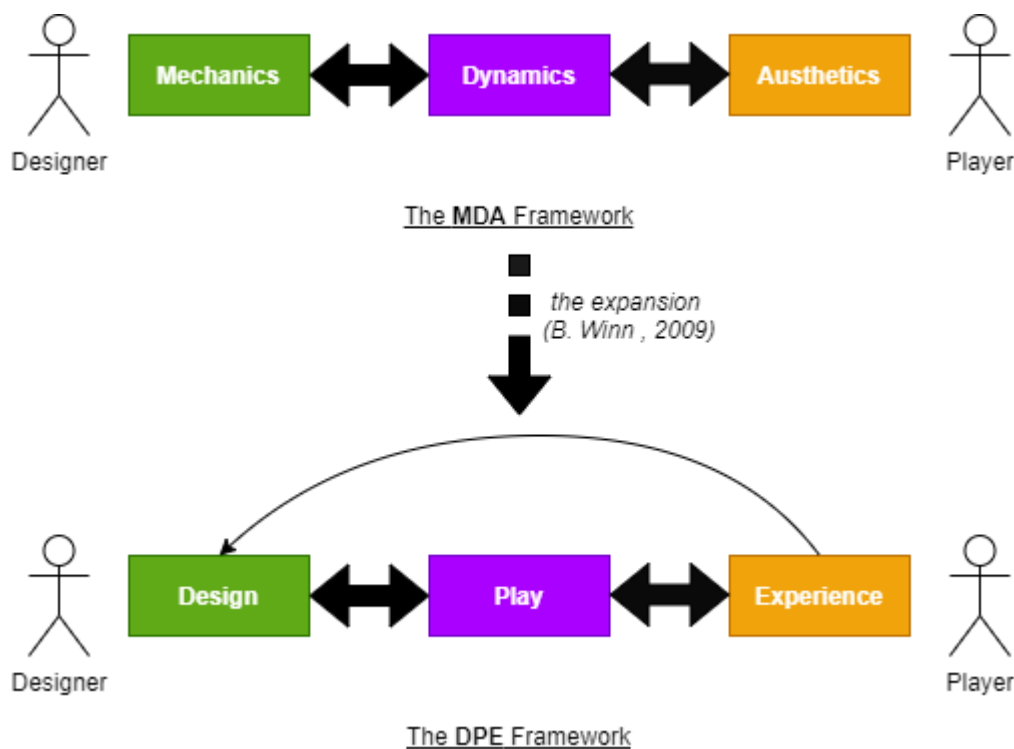 Mechanics
Dynamics
Austhetics
Designer
Player
The MDA Framework
the expansion
(B. Winn , 2009)
Design
Play
Experience
Designer
Player
The DPE Framework